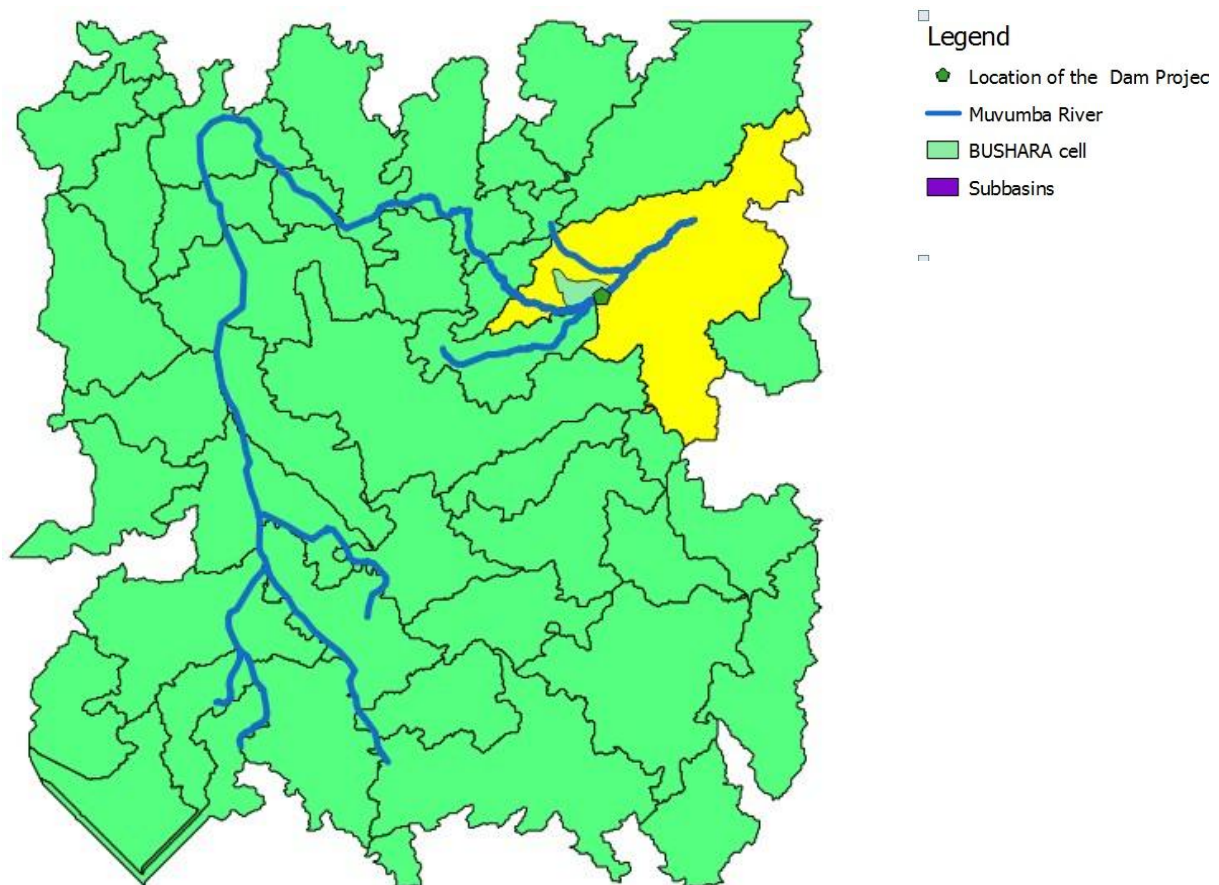 Legend
Location of the Dam Projec
Muvumba River
BUSHARA cell
Subbasins